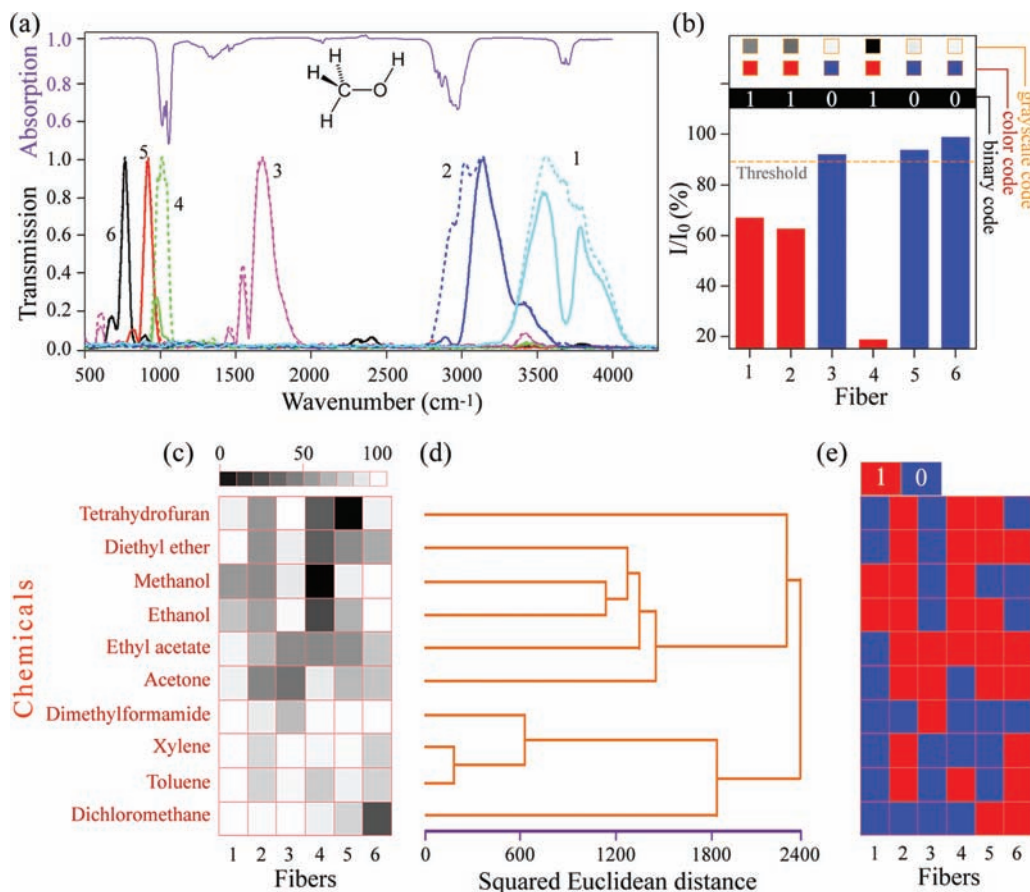 (a)
Absorption
1.0
0.8
0.6
H
H
H
H
C
O
Transmission
1.0
0.8
0.6
0.4
0.2
0.0
6
5
4
3
2
1
500 1000 1500 2000 2500 3000 3500 4000
Wavenumber (cm-1)
(b)
1 1 0 1 0 0
binary code
color code
grayscale code
Threshold
I/I0 (%)
100
80
60
40
20
1 2 3 4 5 6
Fiber
(c)
0 50 100
Chemicals
Tetrahydrofuran
Diethyl ether
Methanol
Ethanol
Ethyl acetate
Acetone
Dimethylformamide
Xylene
Toluene
Dichloromethane
1 2 3 4 5 6
Fibers
(d)
0 600 1200 1800 2400
Squared Euclidean distance
(e)
1 0
1 2 3 4 5 6
Fibers